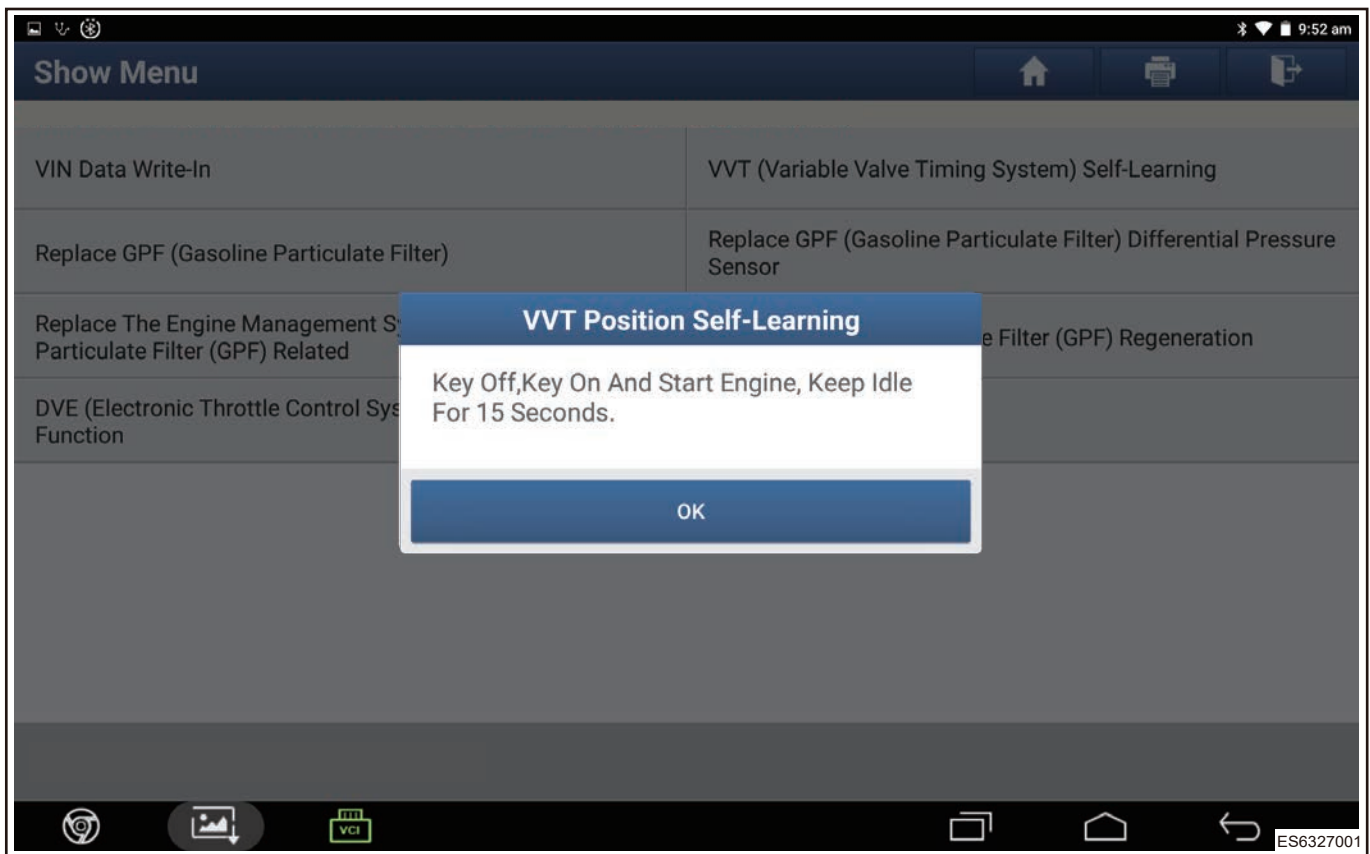 9:52 am
Show Menu
VIN Data Write-In
VVT (Variable Valve Timing System) Self-Learning
Replace GPF (Gasoline Particulate Filter)
Replace GPF (Gasoline Particulate Filter) Differential Pressure
Sensor
Replace The Engine Management
Particulate Filter (GPF) Related
Filter (GPF) Regeneration
DVE (Electronic Throttle Control
Function
VVT Position Self-Learning
Key Off,Key On And Start Engine, Keep Idle
For 15 Seconds.
OK
VCI
ES6327001